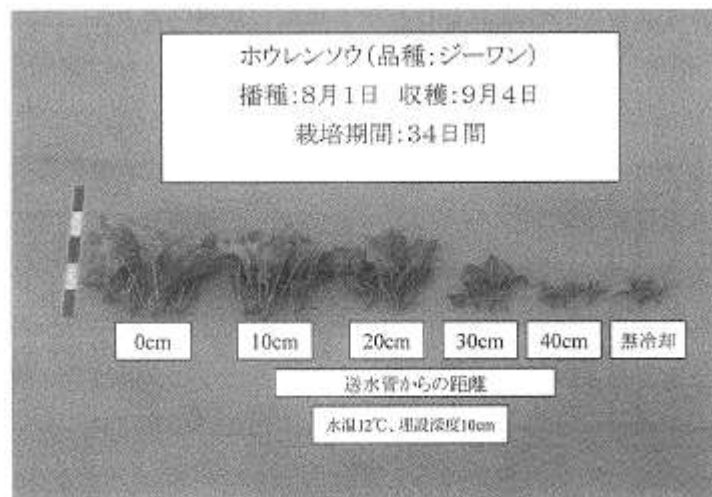 ホウレンソウ(品種:ジーワン)
播種:8月1日 収穫:9月4日
栽培期間:34日間
0cm
10cm
20cm
30cm
40cm
無冷却
送水管からの距離
水温12℃、埋設深度10cm